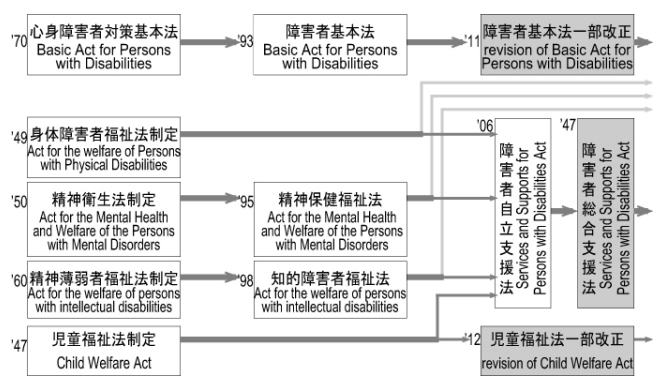 '70
心身障害者対策基本法
Basic Act for Persons
with Disabilities
'93
障害者基本法
Basic Act for Persons
with Disabilities
'11
障害者基本法一部改正
revision of Basic Act for
Persons with Disabilities
'49
身体障害者福祉法制定
Act for the welfare of Persons
with Physical Disabilities
'50
精神衛生法制定
Act for the Mental Health
and Welfare of the Persons
with Mental Disorders
'95
精神保健福祉法
Act for the Mental Health
and Welfare of the Persons
with Mental Disorders
'60
精神薄弱者福祉法制定
Act for the welfare of persons
with intellectual disabilities
'98
知的障害者福祉法
Act for the welfare of persons
with intellectual disabilities
'06
障害者自立支援法
Services and Supports for
Persons with Disabilities Act
'47
障害者総合支援法
Services and Supports for
Persons with Disabilities Act
'47
児童福祉法制定
Child Welfare Act
'12
児童福祉法一部改正
revision of Child Welfare Act